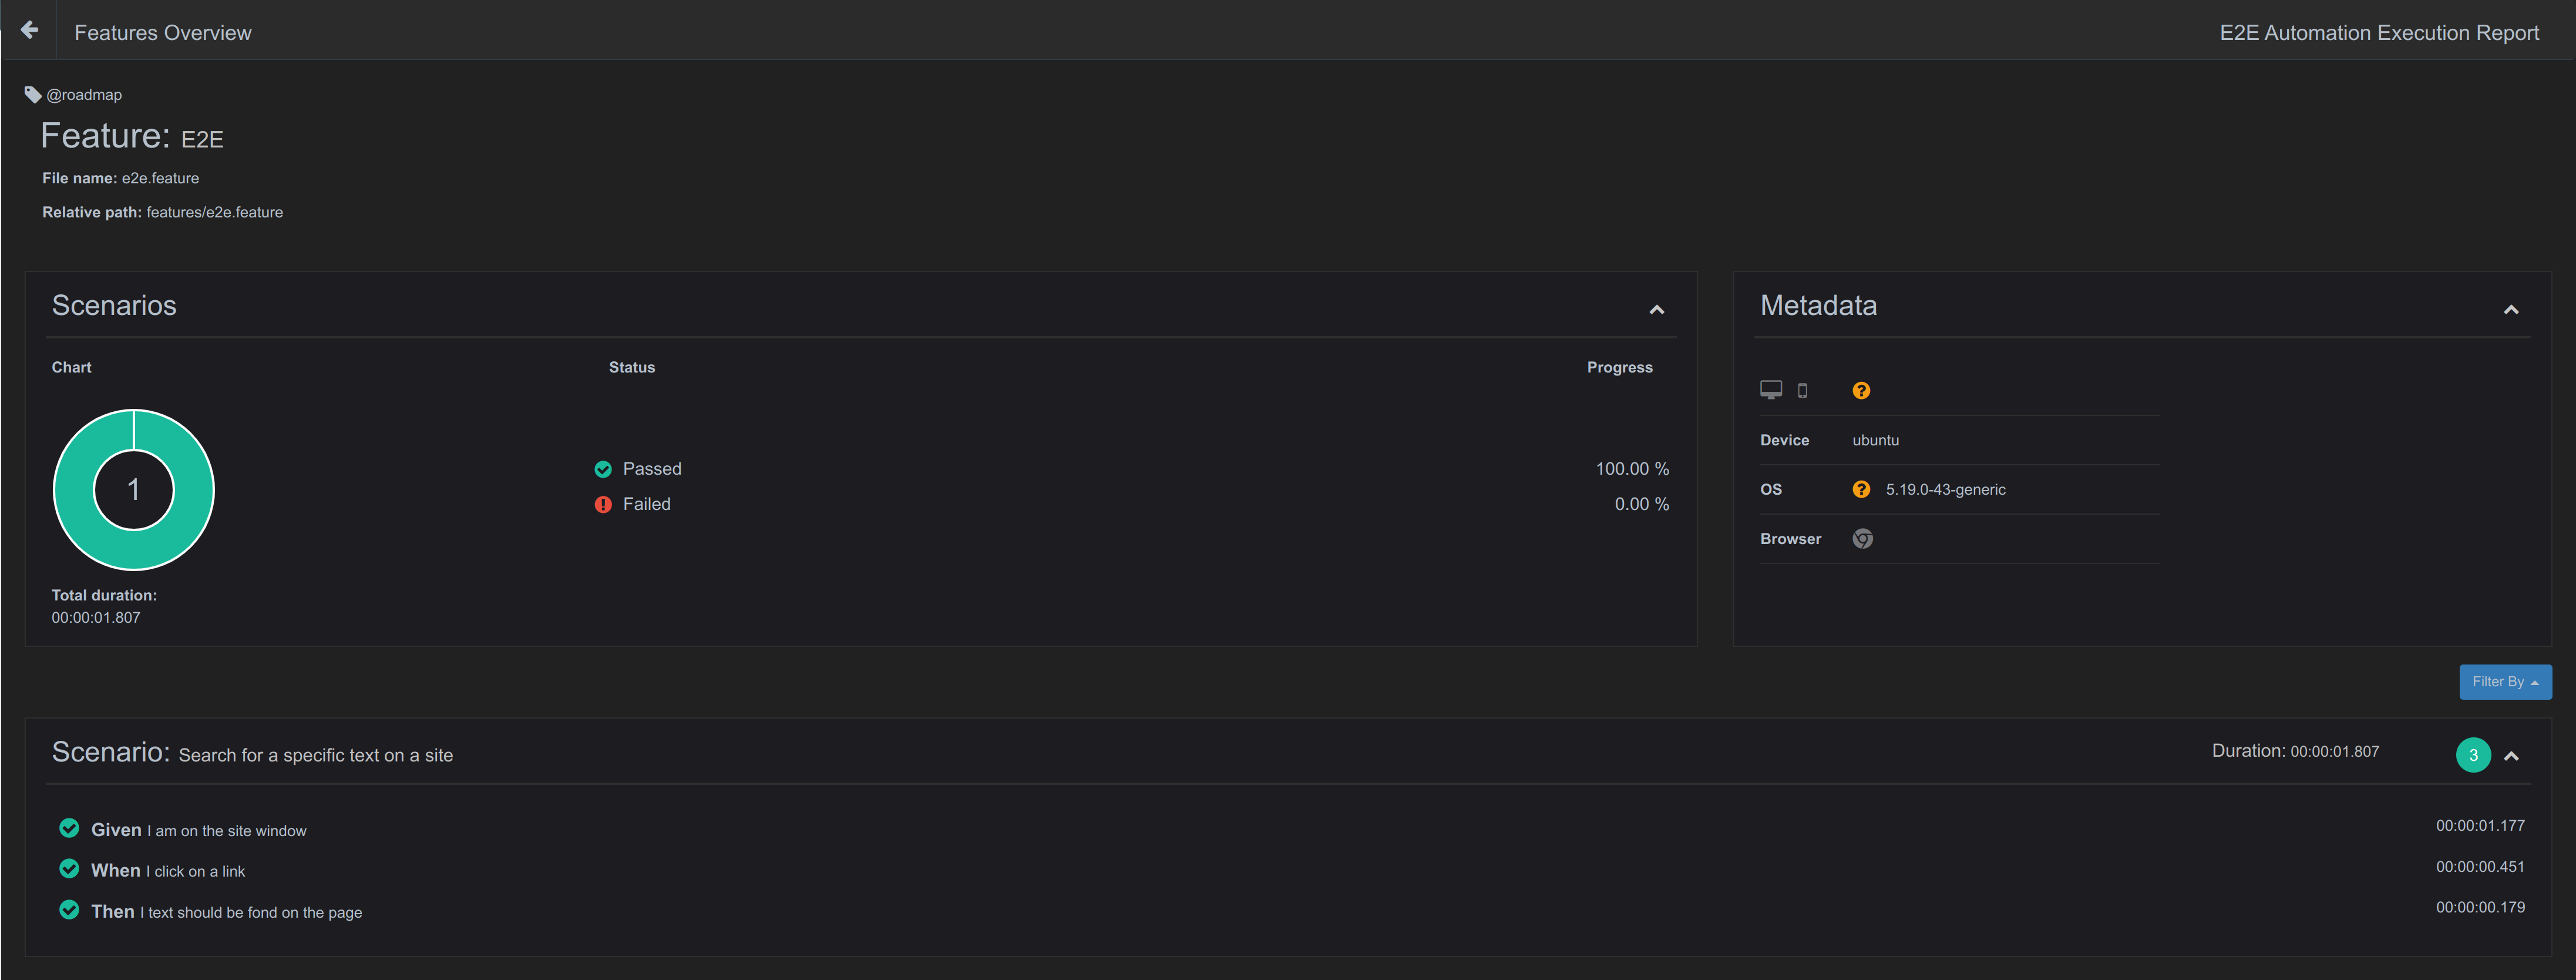 Features Overview
E2E Automation Execution Report
@roadmap
Feature: E2E
File name: e2e.feature
Relative path: features/e2e.feature
Scenarios
Chart Status Progress
1
Passed 100.00 %
Failed 0.00 %
Total duration:
00:00:01.807
Metadata
Device ubuntu
OS 5.19.0-43-generic
Browser
Filter By
Scenario: Search for a specific text on a site
Duration: 00:00:01.807
3
Given I am on the site window 00:00:01.177
When I click on a link 00:00:00.451
Then I text should be fond on the page 00:00:00.179